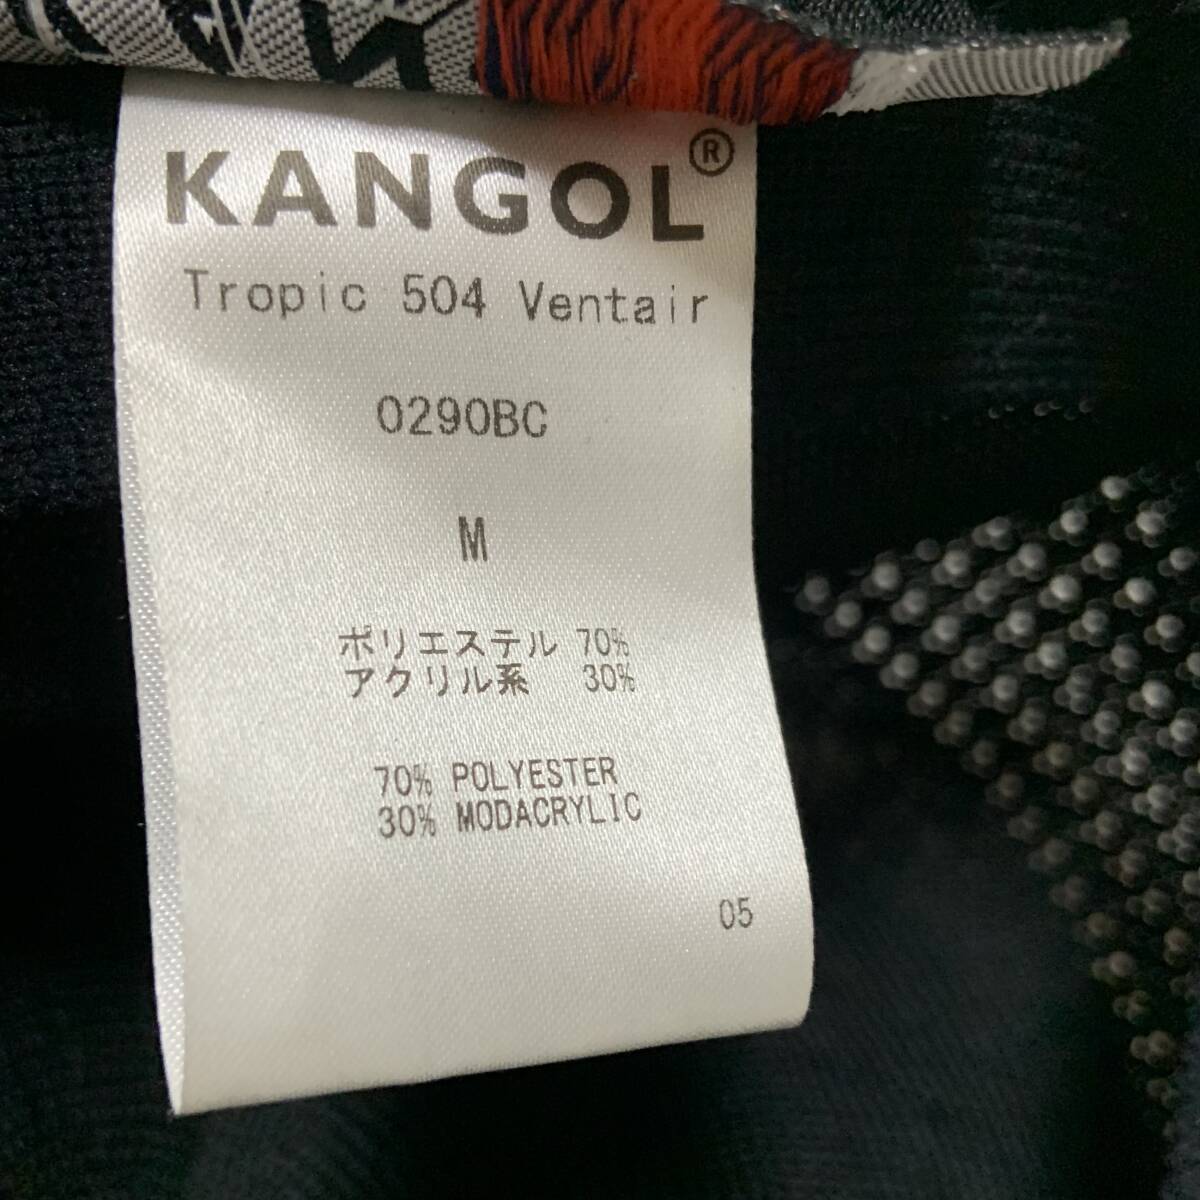 KANGOL®
Tropic 504 Ventair
0290BC
M
ポリエステル 70%
アクリル系 30%
70% POLYESTER
30% MODACRYLIC
05